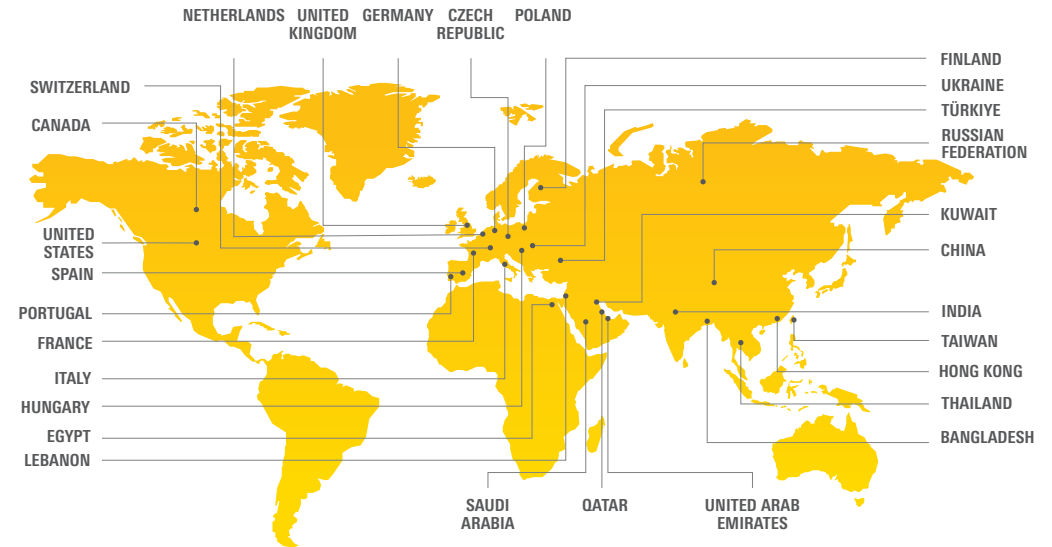 NETHERLANDS
UNITED
KINGDOM
GERMANY
CZECH
REPUBLIC
POLAND
SWITZERLAND
CANADA
UNITED
STATES
SPAIN
PORTUGAL
FRANCE
ITALY
HUNGARY
EGYPT
LEBANON
SAUDI
ARABIA
QATAR
UNITED ARAB
EMIRATES
FINLAND
UKRAINE
TÜRKIYE
RUSSIAN
FEDERATION
KUWAIT
CHINA
INDIA
TAIWAN
HONG KONG
THAILAND
BANGLADESH